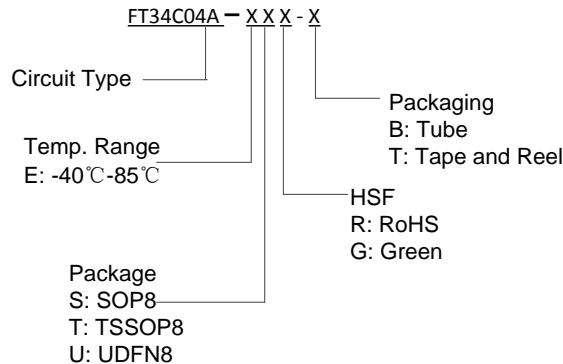 FT34C04A－X X X - X
Circuit Type
Packaging
B: Tube
T: Tape and Reel
Temp. Range
E: -40℃-85℃
HSF
R: RoHS
G: Green
Package
S: SOP8
T: TSSOP8
U: UDFN8